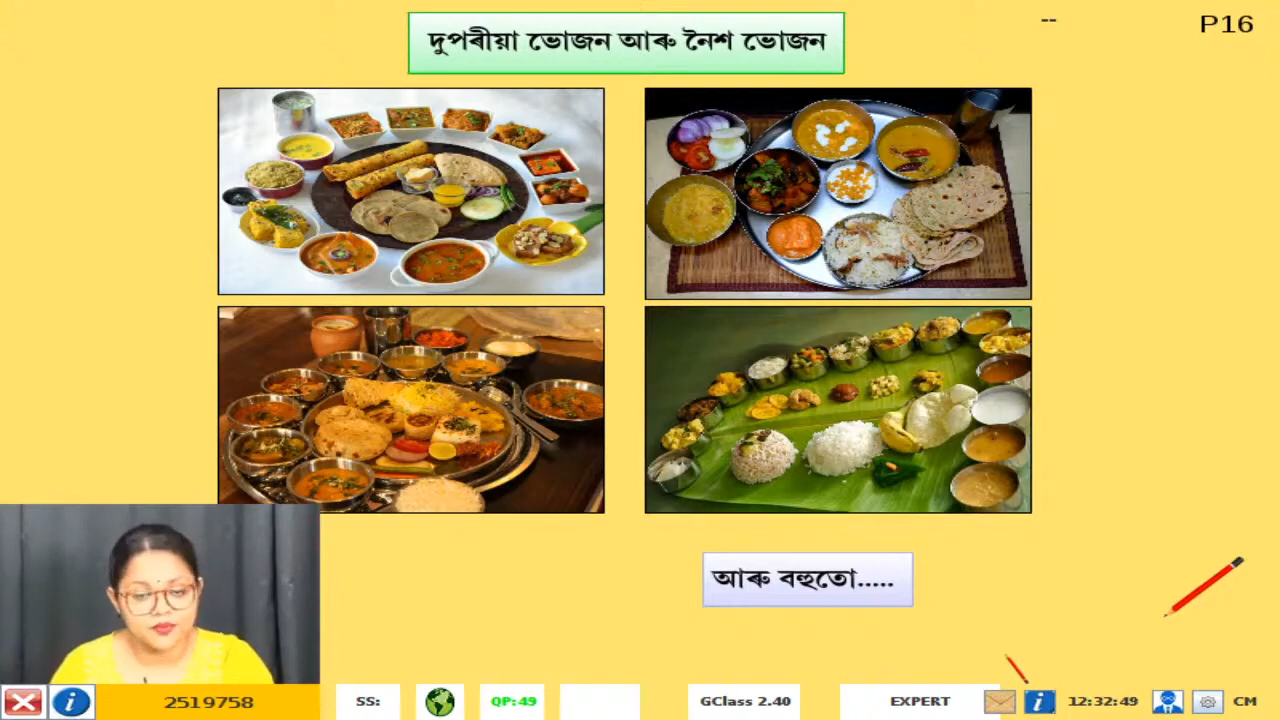 --
P16
দুপৰীয়া ভোজন আৰু নৈশ ভোজন
আৰু বহুতো.....
2519758
SS:
QP:49
GClass 2.40
EXPERT
12:32:49
CM